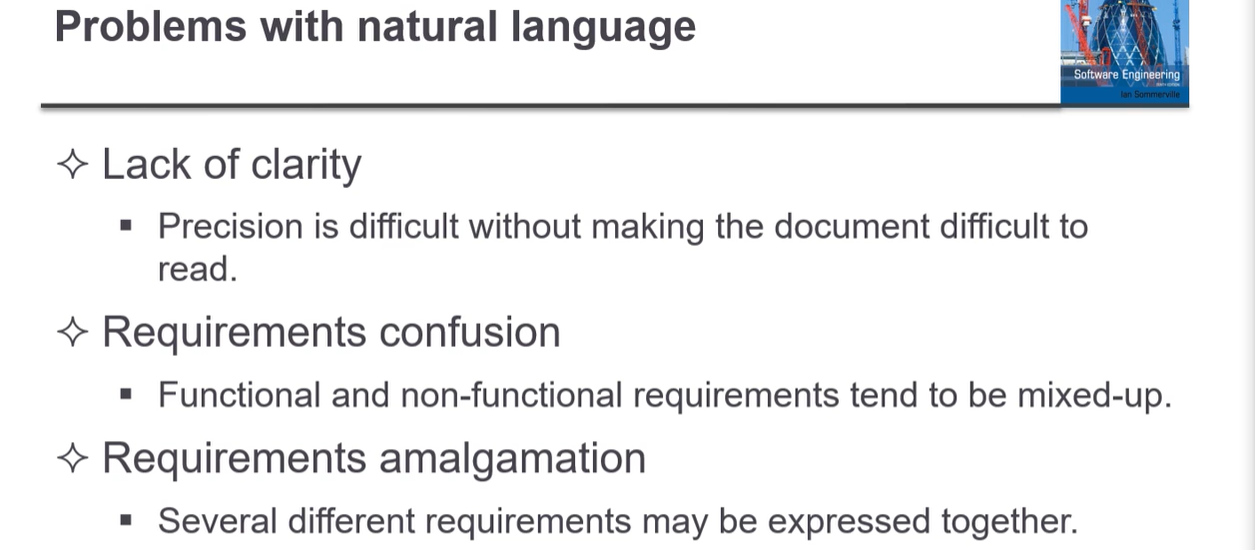 Problems with natural language
Software Engineering
Ian Sommerville
✧ Lack of clarity
▪ Precision is difficult without making the document difficult to
read.
✧ Requirements confusion
▪ Functional and non-functional requirements tend to be mixed-up.
✧ Requirements amalgamation
▪ Several different requirements may be expressed together.